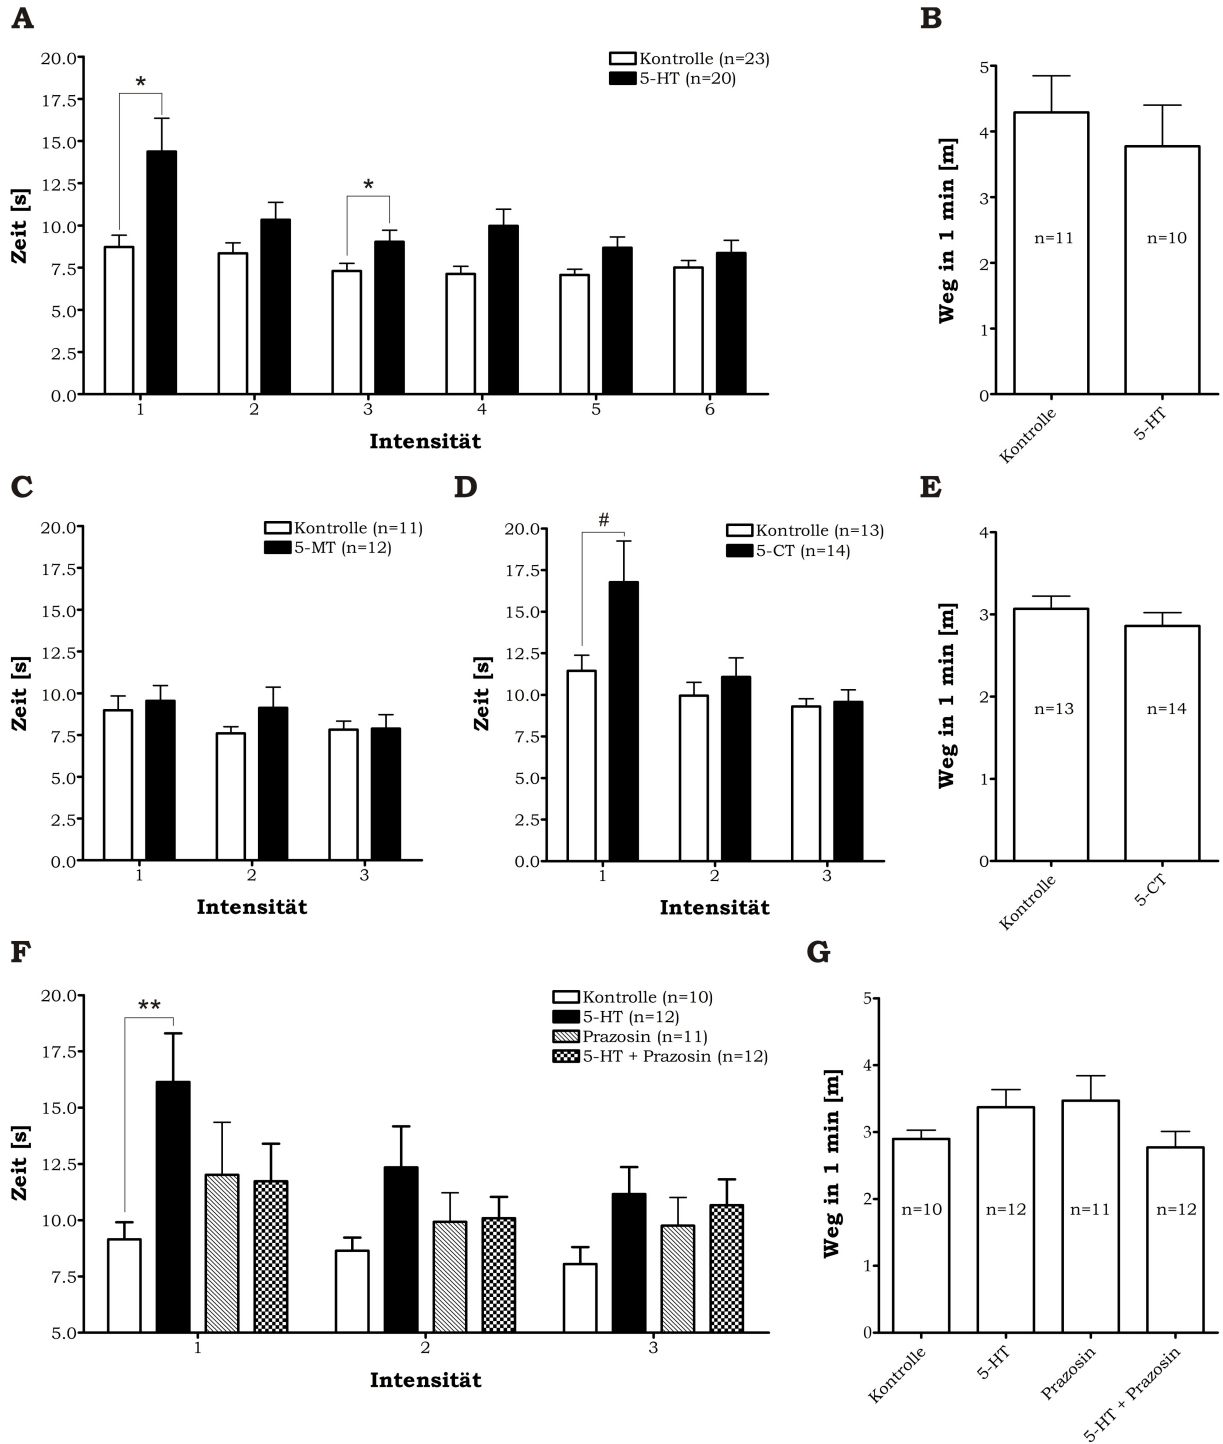 A
Kontrolle (n=23)
5-HT (n=20)
20.0
17.5
15.0
12.5
10.0
7.5
5.0
2.5
0.0
Zeit [s]
*
*
1 2 3 4 5 6
Intensität
B
5
4
3
2
1
0
Weg in 1 min [m]
n=11 n=10
Kontrolle
5-HT
C
Kontrolle (n=11)
5-MT (n=12)
20.0
17.5
15.0
12.5
10.0
7.5
5.0
2.5
0.0
Zeit [s]
1 2 3
Intensität
D
Kontrolle (n=13)
5-CT (n=14)
#
20.0
17.5
15.0
12.5
10.0
7.5
5.0
2.5
0.0
Zeit [s]
1 2 3
Intensität
E
4
3
2
1
0
Weg in 1 min [m]
n=13 n=14
Kontrolle
5-CT
F
Kontrolle (n=10)
5-HT (n=12)
Prazosin (n=11)
5-HT + Prazosin (n=12)
**
20.0
17.5
15.0
12.5
10.0
7.5
5.0
Zeit [s]
1 2 3
Intensität
G
5
4
3
2
1
0
Weg in 1 min [m]
n=10 n=12 n=11 n=12
Kontrolle
5-HT
Prazosin
5-HT + Prazosin